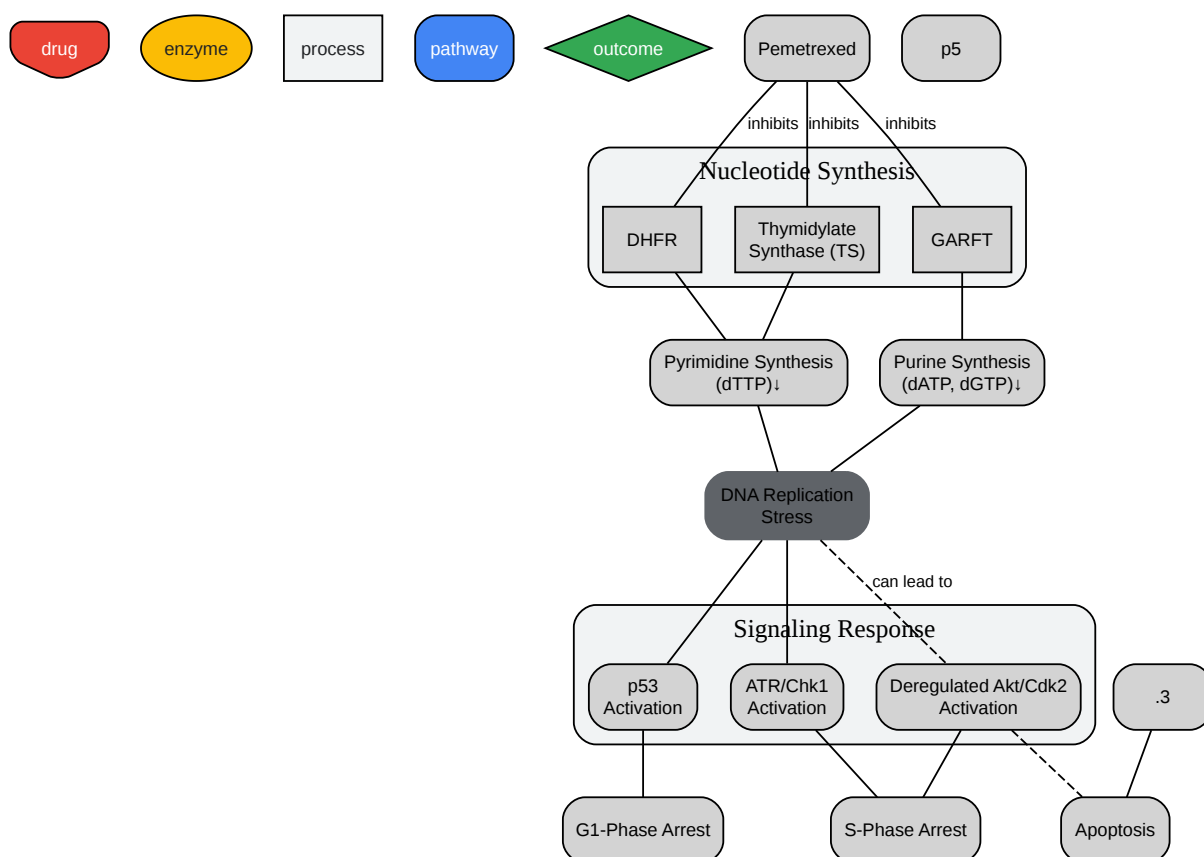 drug
enzyme
process
pathway
outcome
Pemetrexed
p5
inhibits
inhibits
inhibits
Nucleotide Synthesis
DHFR
Thymidylate
Synthase (TS)
GARFT
Pyrimidine Synthesis
(dTTP)↓
Purine Synthesis
(dATP, dGTP)↓
DNA Replication
Stress
can lead to
Signaling Response
p53
Activation
ATR/Chk1
Activation
Deregulated Akt/Cdk2
Activation
.3
G1-Phase Arrest
S-Phase Arrest
Apoptosis